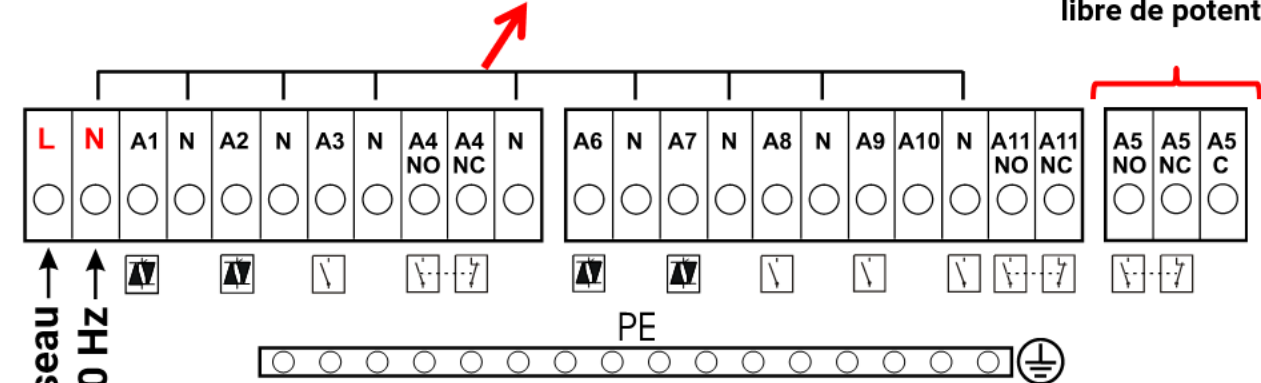 libre de potent
L N A1 N A2 N A3 N A4 NO A4 NC N A6 N A7 N A8 N A9 A10 N A11 NO A11 NC A5 NO A5 NC A5 C
PE
seau
0 Hz